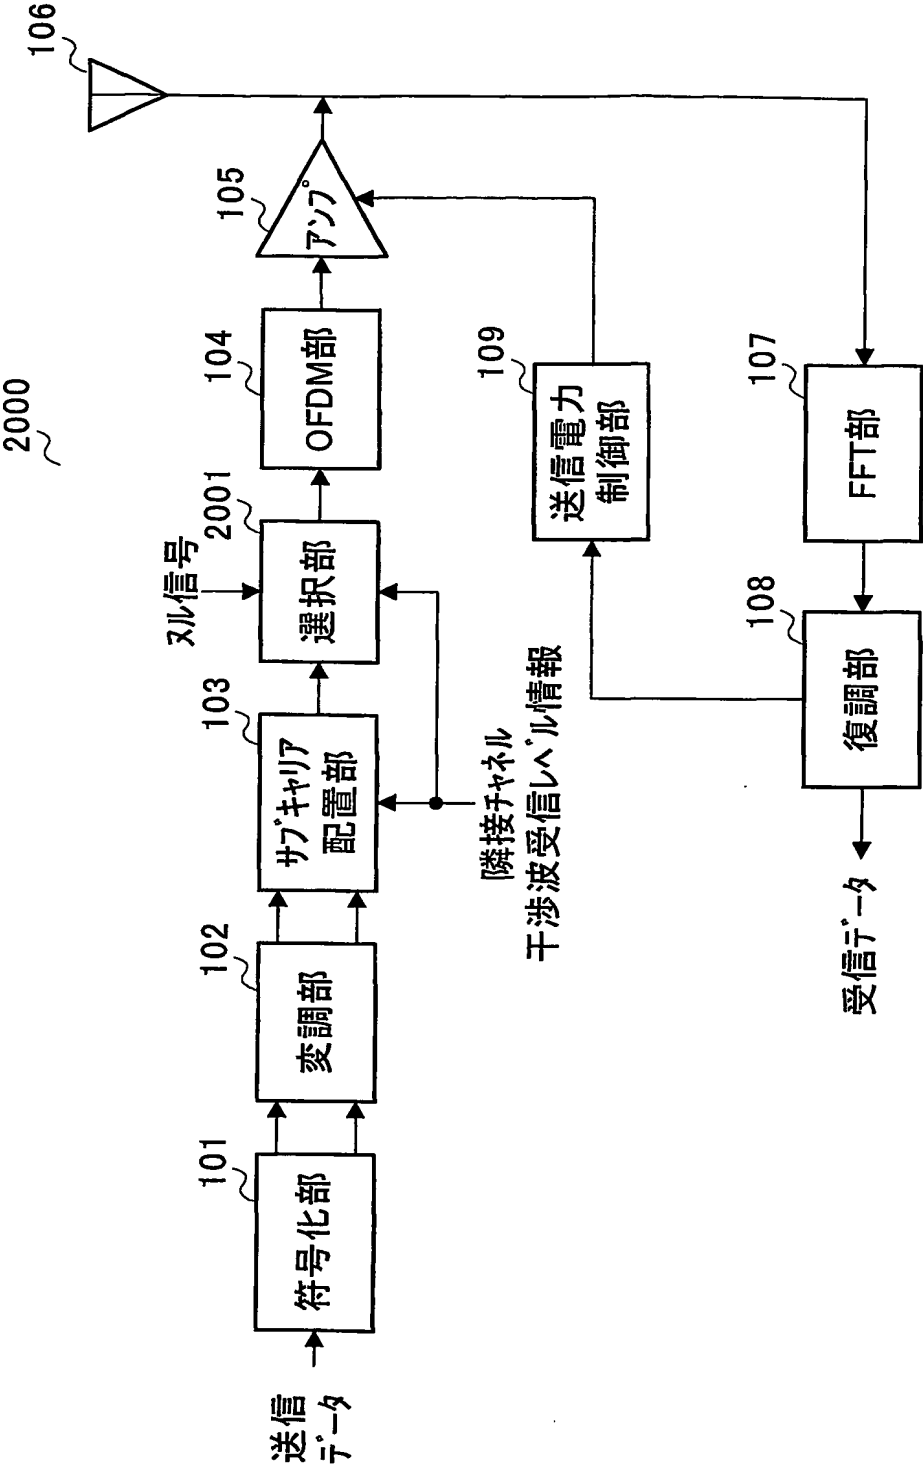 2000
106
105
アンプ
104
OFDM部
2001
選択部
ヌル信号
103
サブキャリア
配置部
102
変調部
101
符号化部
送信
データ
隣接チャネル
干渉波受信レベル情報
109
送信電力
制御部
107
FFT部
108
復調部
受信データ